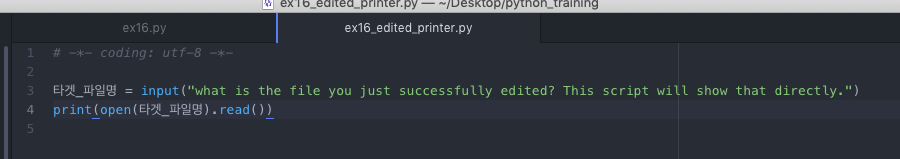 ex16_edited_printer.py — ~/Desktop/python_training
ex16.py
ex16_edited_printer.py
1 # -*- coding: utf-8 -*-
2
3 타겟_파일명 = input("what is the file you just successfully edited? This script will show that directly.")
4 print(open(타겟_파일명).read())
5